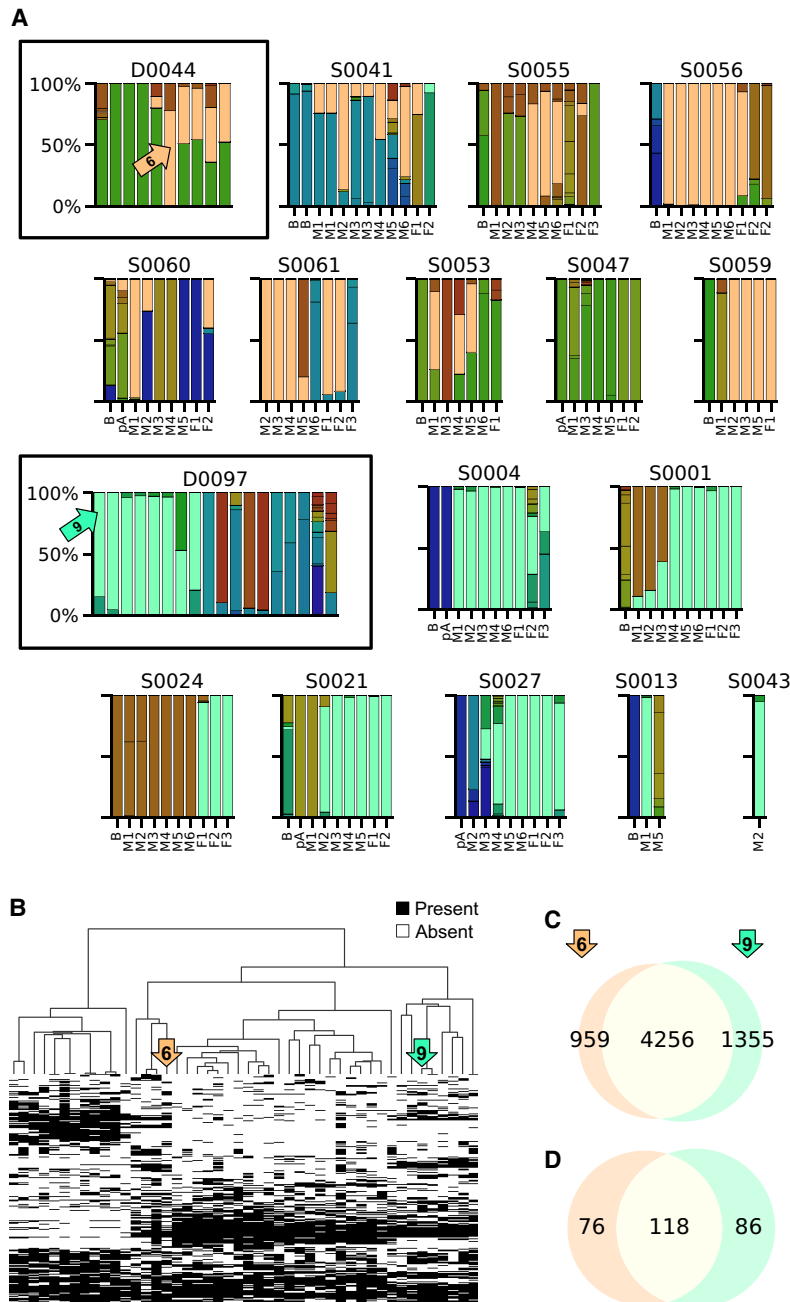 A
D0044 S0041 S0055 S0056
100%
50%
0%
6
B B M1 M1 M2 M3 M3 M4 M5 M6 F1 F2
B M1 M2 M3 M4 M5 M6 F1 F2 F3
B M1 M2 M3 M4 M5 M6 F1 F2 F2
S0060 S0061 S0053 S0047 S0059
B pA M1 M2 M3 M4 M5 F1 F2
M2 M3 M4 M5 M6 F1 F2 F3
B M1 M3 M4 M5 M6 F1
pA M1 M3 M4 M5 F1 F2
B M1 M2 M3 M5 F1
D0097 S0004 S0001
100%
50%
0%
9
B pA M1 M2 M3 M4 M6 F1 F2 F3
B M1 M2 M3 M4 M5 M6 F1 F2 F3
S0024 S0021 S0027 S0013 S0043
B M1 M2 M3 M4 M5 M6 F1 F2 F3
B pA M1 M2 M3 M4 M5 F1 F2
pA M2 M3 M4 M5 M6 F1 F2 F3
B M1 M5
M2
B
Present
Absent
6 9
C
6 9
959 4256 1355
D
76 118 86